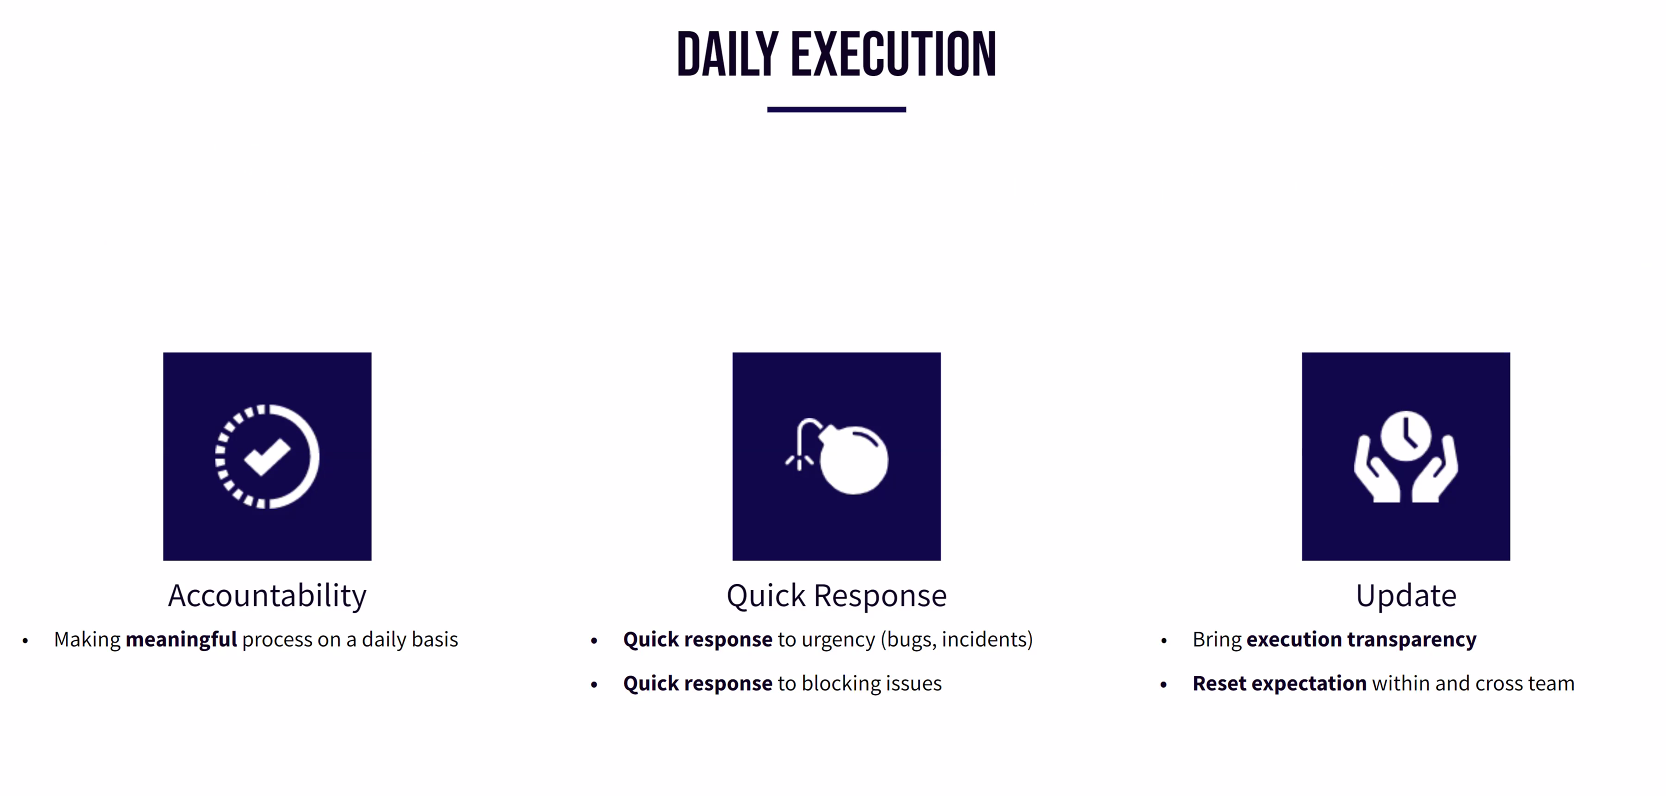 DAILY EXECUTION
Accountability
• Making meaningful process on a daily basis
Quick Response
• Quick response to urgency (bugs, incidents)
• Quick response to blocking issues
Update
• Bring execution transparency
• Reset expectation within and cross team